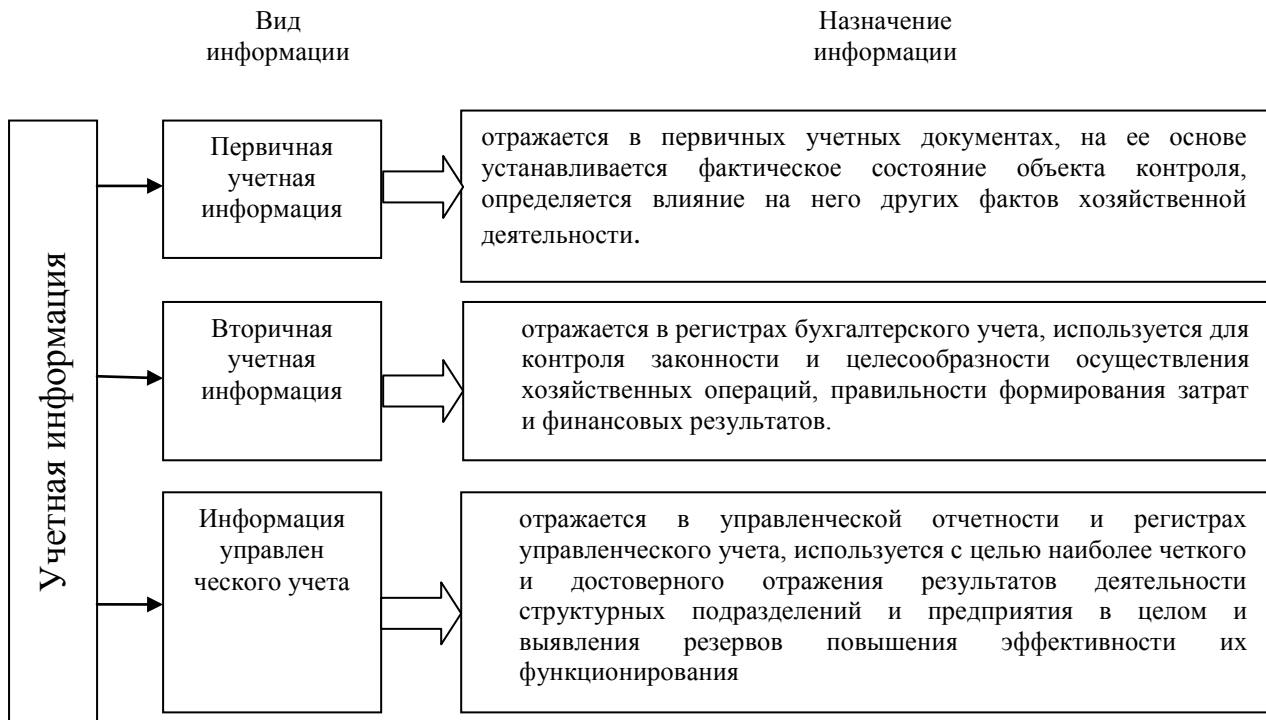 Вид
информации
Назначение
информации
Учетная информация
Первичная
учетная
информация
отражается в первичных учетных документах, на ее основе
устанавливается фактическое состояние объекта контроля,
определяется влияние на него других фактов хозяйственной
деятельности.
Вторичная
учетная
информация
отражается в регистрах бухгалтерского учета, используется для
контроля законности и целесообразности осуществления
хозяйственных операций, правильности формирования затрат
и финансовых результатов.
Информация
управлен
ческого учета
отражается в управленческой отчетности и регистрах
управленческого учета, используется с целью наиболее четкого
и достоверного отражения результатов деятельности
структурных подразделений и предприятия в целом и
выявления резервов повышения эффективности их
функционирования